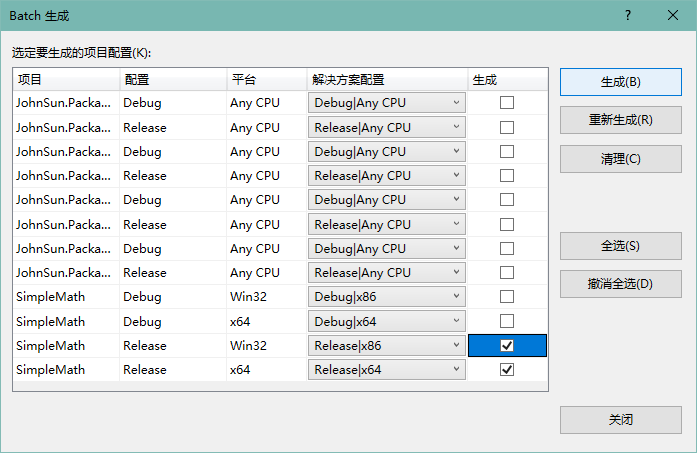 Batch 生成
选定要生成的项目配置(K):
项目 配置 平台 解决方案配置 生成
JohnSun.Packa... Debug Any CPU Debug|Any CPU
JohnSun.Packa... Release Any CPU Release|Any CPU
JohnSun.Packa... Debug Any CPU Debug|Any CPU
JohnSun.Packa... Release Any CPU Release|Any CPU
JohnSun.Packa... Debug Any CPU Debug|Any CPU
JohnSun.Packa... Release Any CPU Release|Any CPU
JohnSun.Packa... Debug Any CPU Debug|Any CPU
JohnSun.Packa... Release Any CPU Release|Any CPU
SimpleMath Debug Win32 Debug|x86
SimpleMath Debug x64 Debug|x64
SimpleMath Release Win32 Release|x86
SimpleMath Release x64 Release|x64
生成(B)
重新生成(R)
清理(C)
全选(S)
撤消全选(D)
关闭